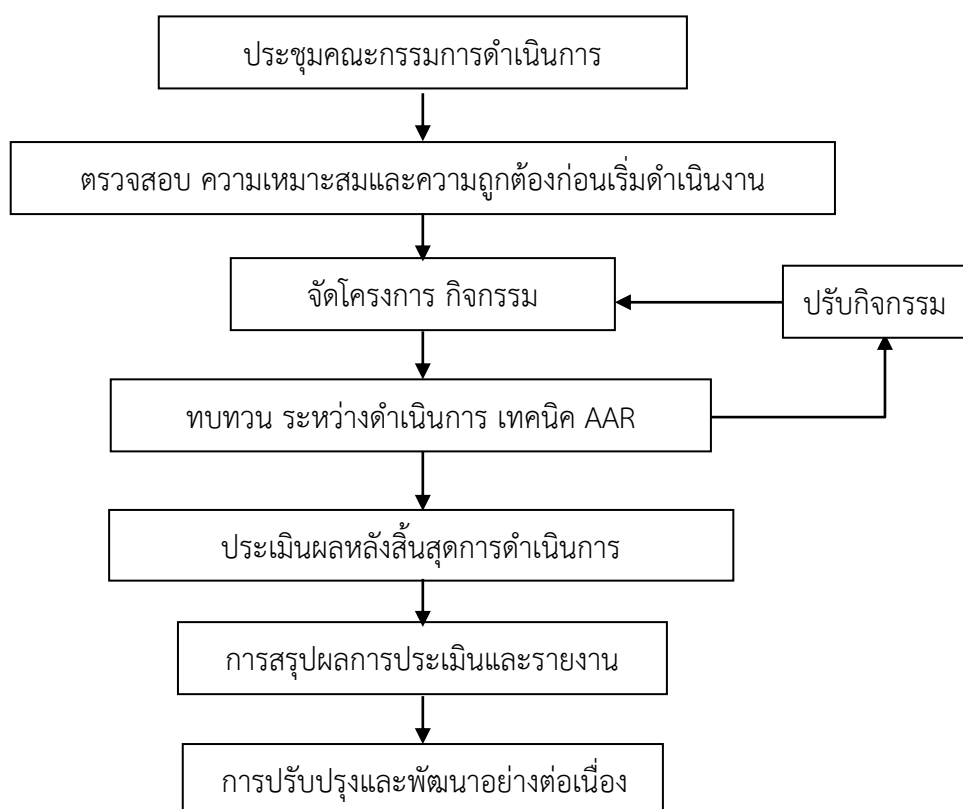 ประชุมคณะกรรมการดำเนินการ
ตรวจสอบ ความเหมาะสมและความถูกต้องก่อนเริ่มดำเนินงาน
จัดโครงการ กิจกรรม
ปรับกิจกรรม
ทบทวน ระหว่างดำเนินการ เทคนิค AAR
ประเมินผลหลังสิ้นสุดการดำเนินการ
การสรุปผลการประเมินและรายงาน
การปรับปรุงและพัฒนาอย่างต่อเนื่อง